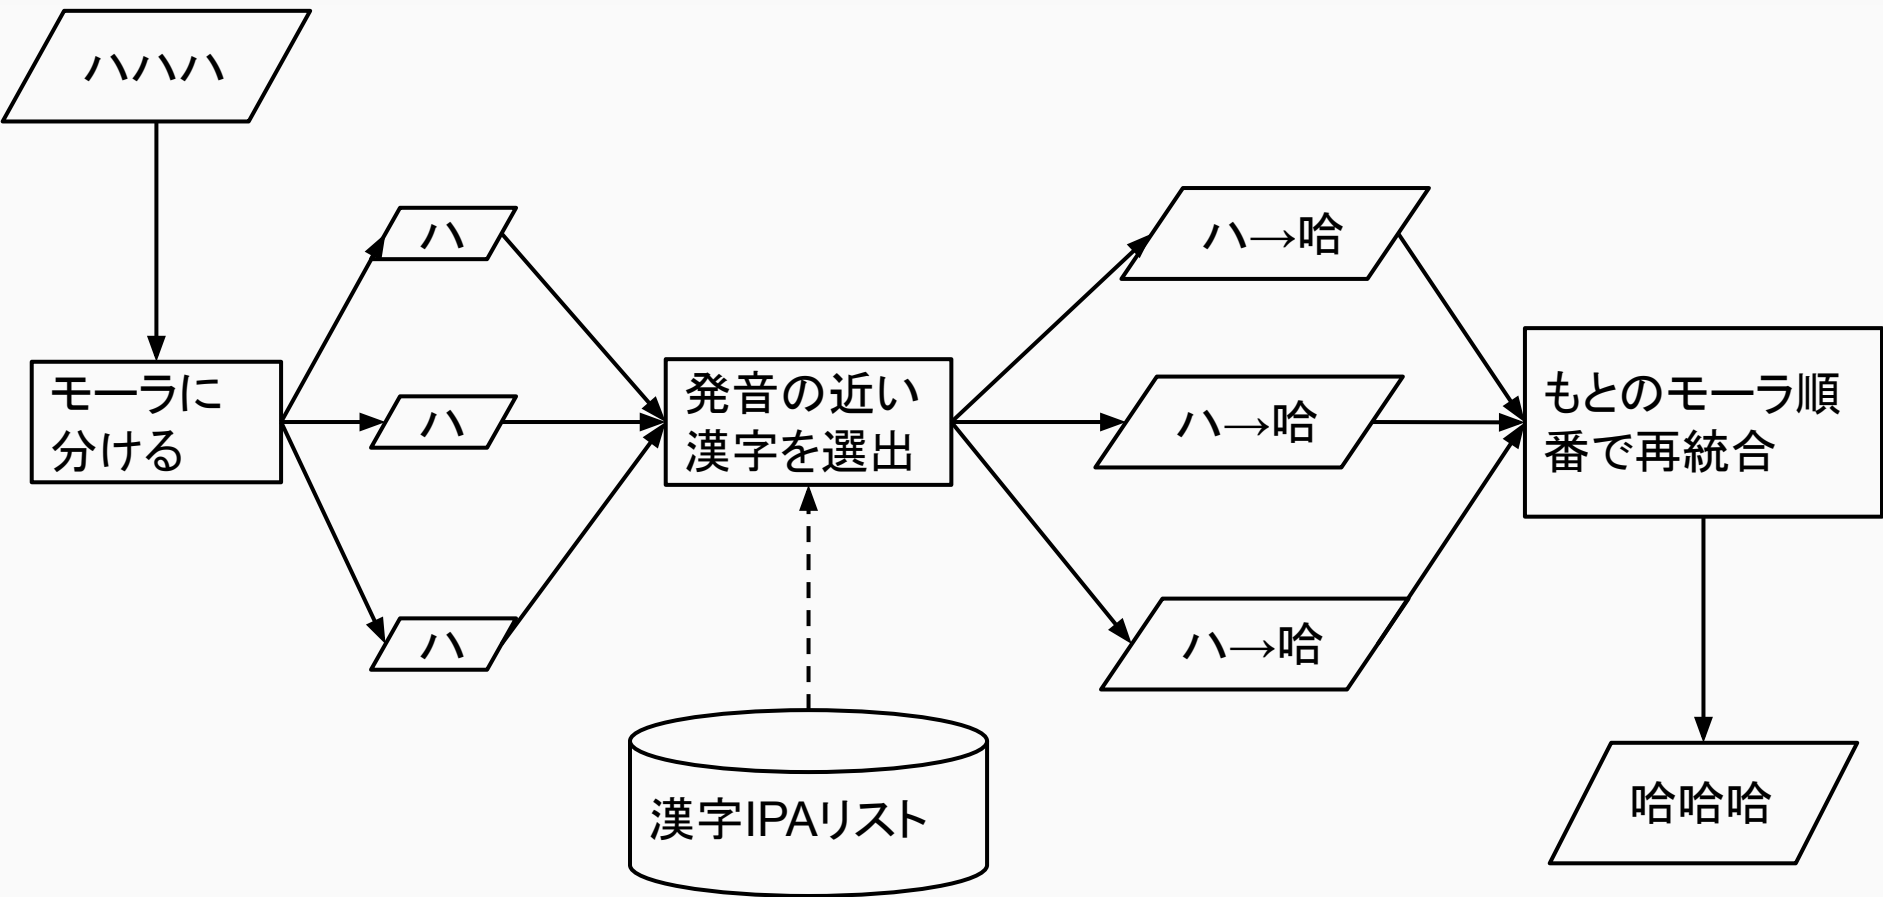 ハハハ
モーラに
分ける
ハ
ハ
ハ
発音の近い
漢字を選出
漢字IPAリスト
ハ→哈
ハ→哈
ハ→哈
もとのモーラ順
番で再統合
哈哈哈